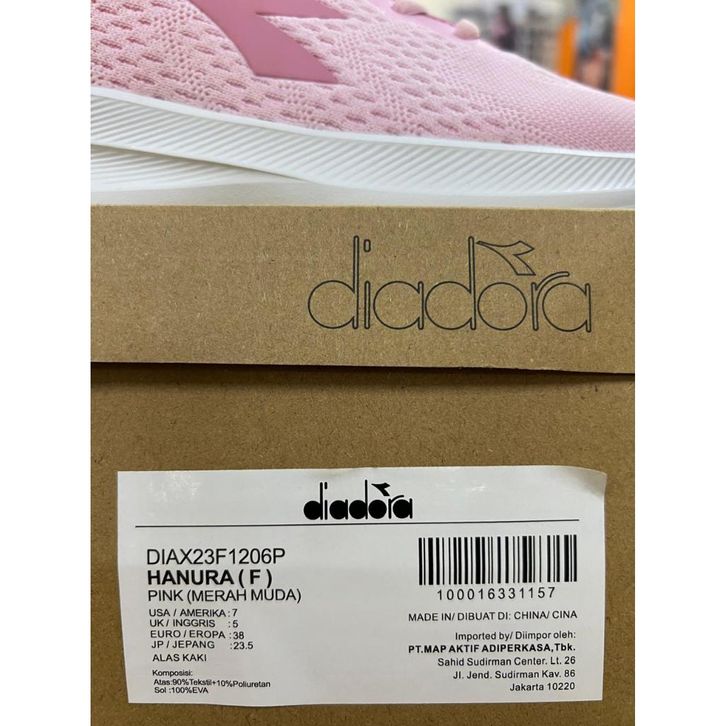 diadora
diadora
DIAX23F1206P
HANURA ( F )
PINK (MERAH MUDA)
USA / AMERIKA : 7
UK / INGGRIS : 5
EURO / EROPA : 38
JP / JEPANG : 23.5
ALAS KAKI
Komposisi:
Atas:90%Tekstil+10%Poliuretan
Sol :100%EVA
100016331157
MADE IN/ DIBUAT DI: CHINA/ CINA
Imported by/ Diimpor oleh:
PT.MAP AKTIF ADIPERKASA,Tbk.
Sahid Sudirman Center. Lt. 26
Jl. Jend. Sudirman Kav. 86
Jakarta 10220